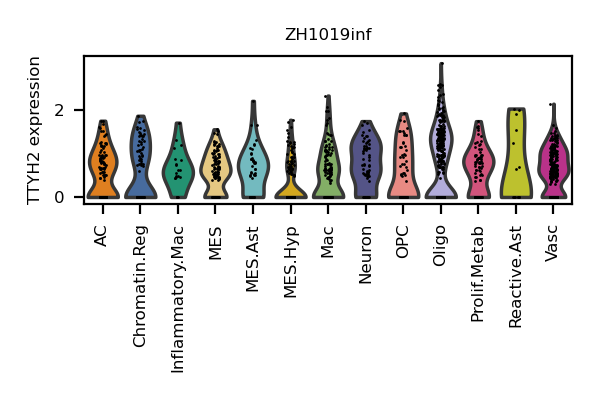 ZH1019inf
TTYH2 expression
2
0
AC
Chromatin.Reg
Inflammatory.Mac
MES
MES.Ast
MES.Hyp
Mac
Neuron
OPC
Oligo
Prolif.Metab
Reactive.Ast
Vasc